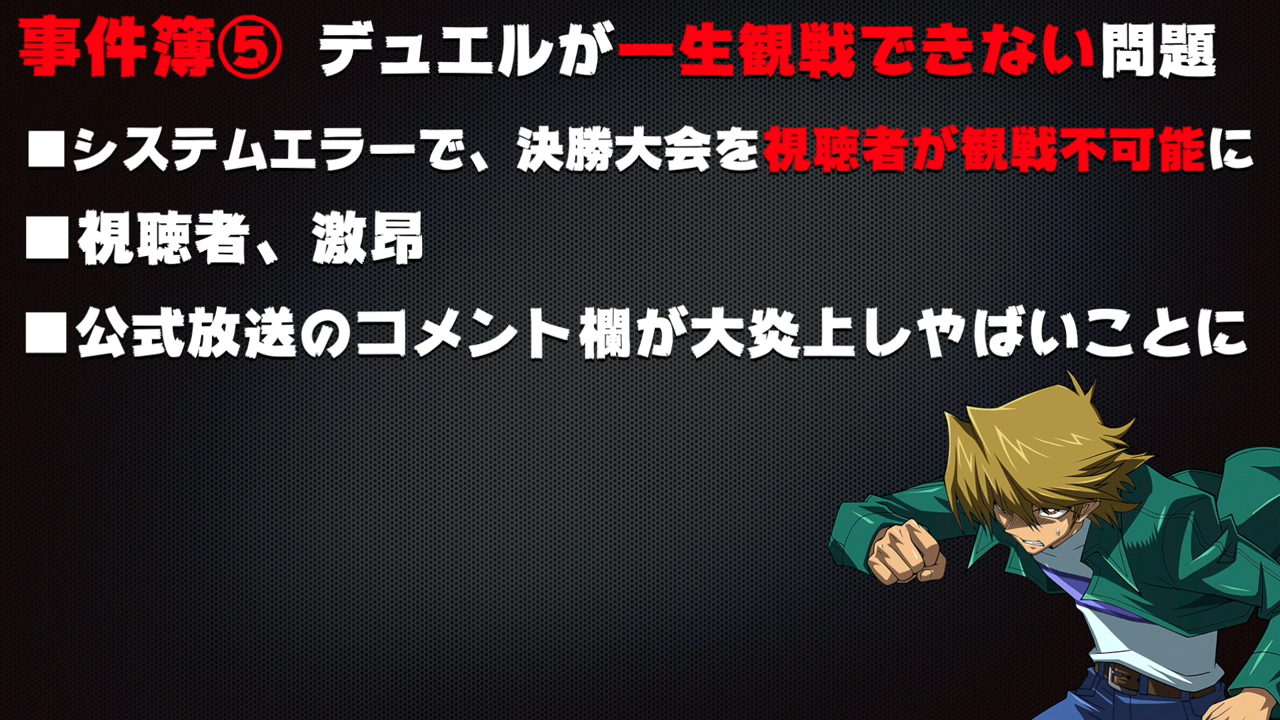 事件簿⑤ デュエルが一生観戦できない問題
■システムエラーで、決勝大会を視聴者が観戦不可能に
■視聴者、激昂
■公式放送のコメント欄が大炎上しやばいことに